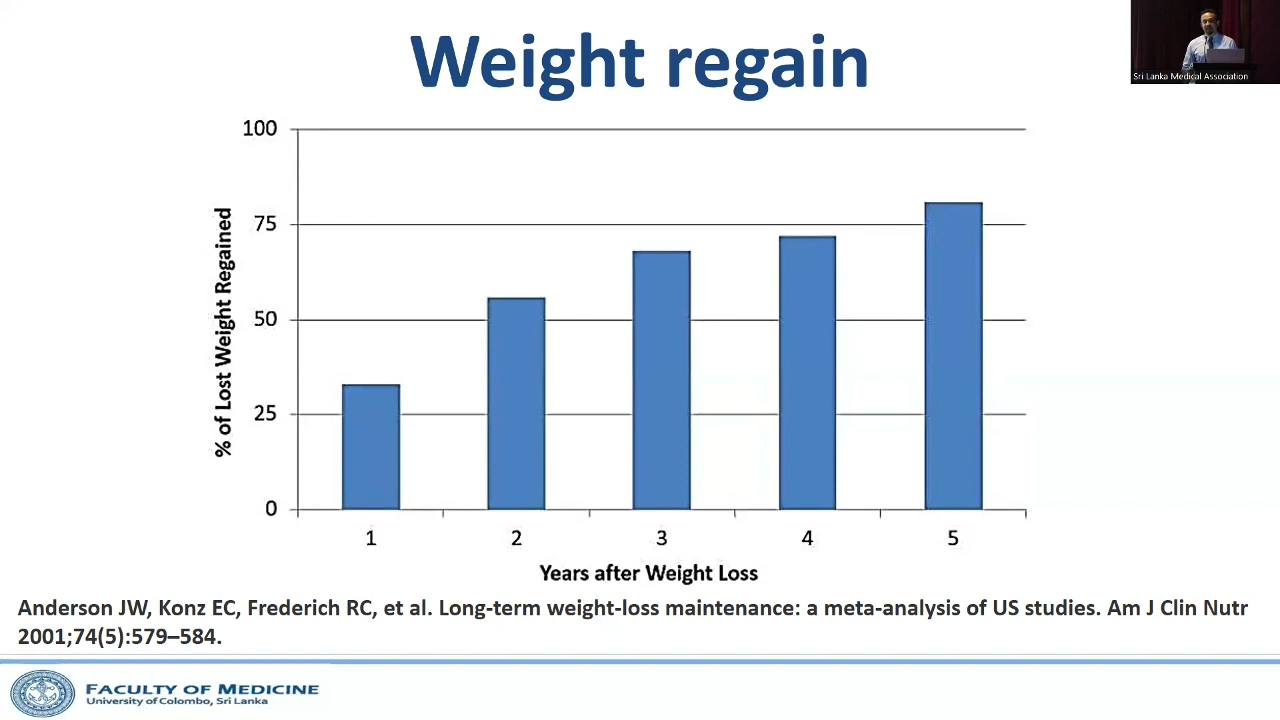 Weight regain
Sri Lanka Medical Association
100
75
50
25
0
% of Lost Weight Regained
1 2 3 4 5
Years after Weight Loss
Anderson JW, Konz EC, Frederich RC, et al. Long-term weight-loss maintenance: a meta-analysis of US studies. Am J Clin Nutr
2001;74(5):579–584.
FACULTY OF MEDICINE
University of Colombo, Sri Lanka